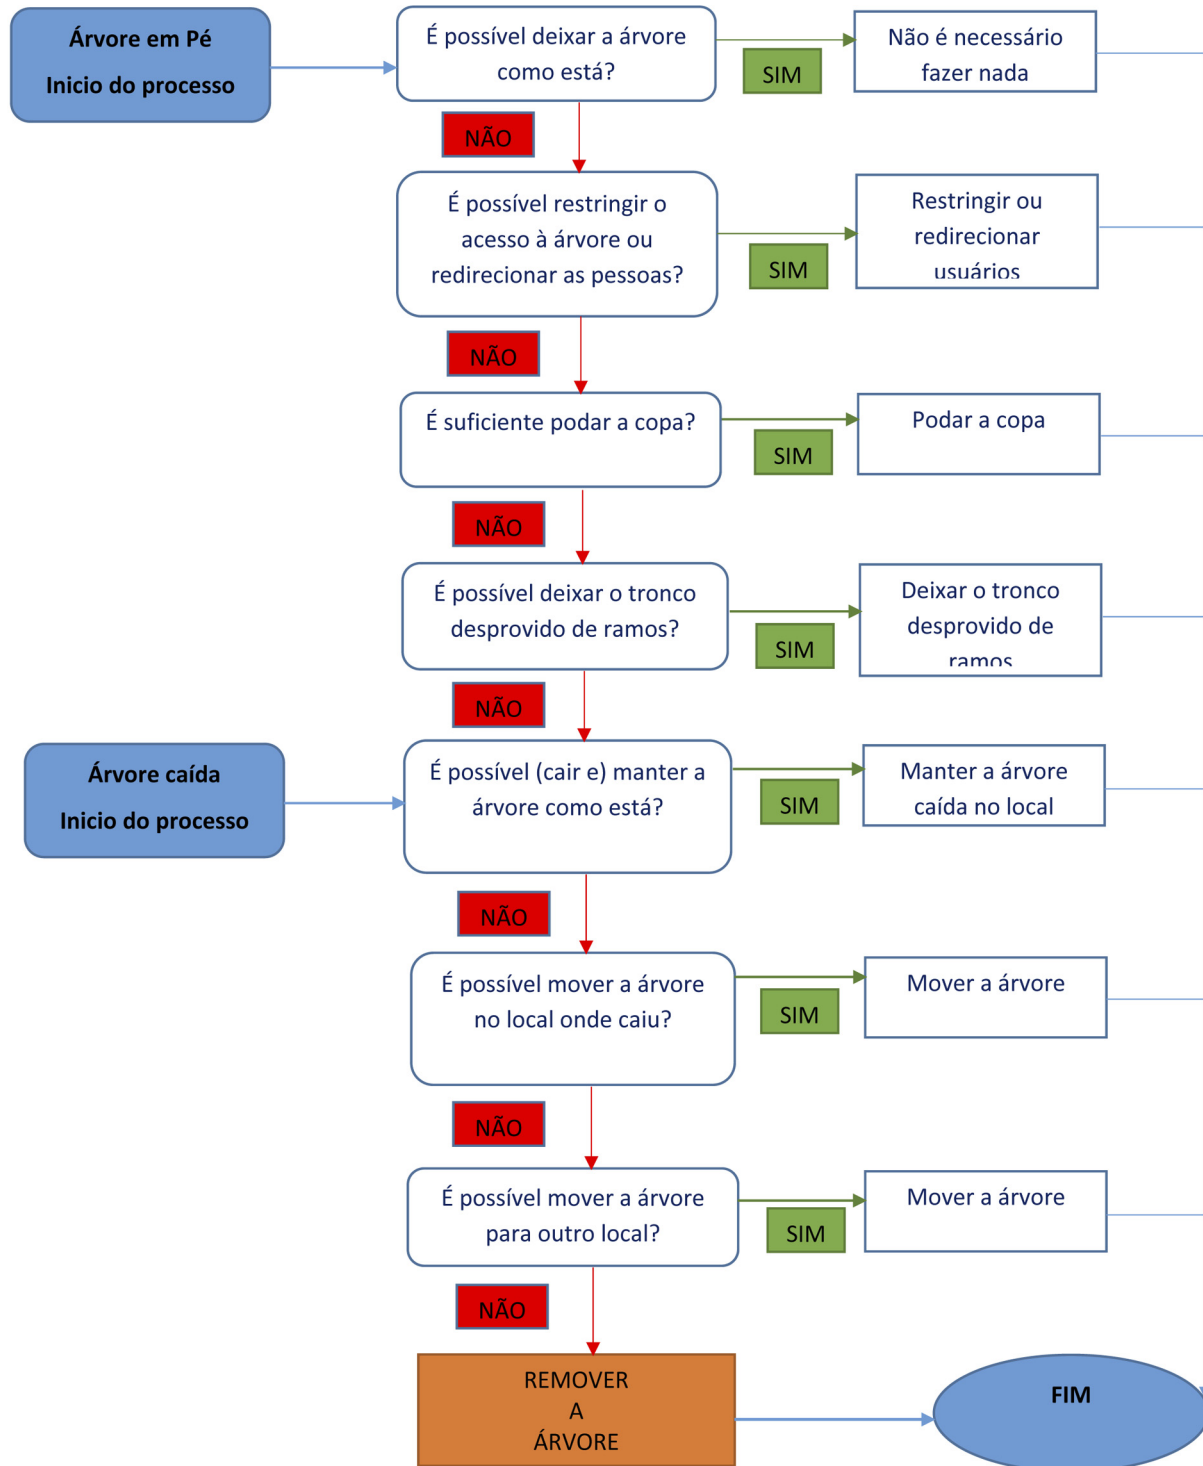 Árvore em Pé
Inicio do processo
É possível deixar a árvore
como está?
SIM
Não é necessário
fazer nada
NÃO
É possível restringir o
acesso à árvore ou
redirecionar as pessoas?
SIM
Restringir ou
redirecionar
usuários
NÃO
É suficiente podar a copa?
SIM
Podar a copa
NÃO
É possível deixar o tronco
desprovido de ramos?
SIM
Deixar o tronco
desprovido de
ramos
NÃO
Árvore caída
Inicio do processo
É possível (cair e) manter a
árvore como está?
SIM
Manter a árvore
caída no local
NÃO
É possível mover a árvore
no local onde caiu?
SIM
Mover a árvore
NÃO
É possível mover a árvore
para outro local?
SIM
Mover a árvore
NÃO
REMOVER
A
ÁRVORE
FIM